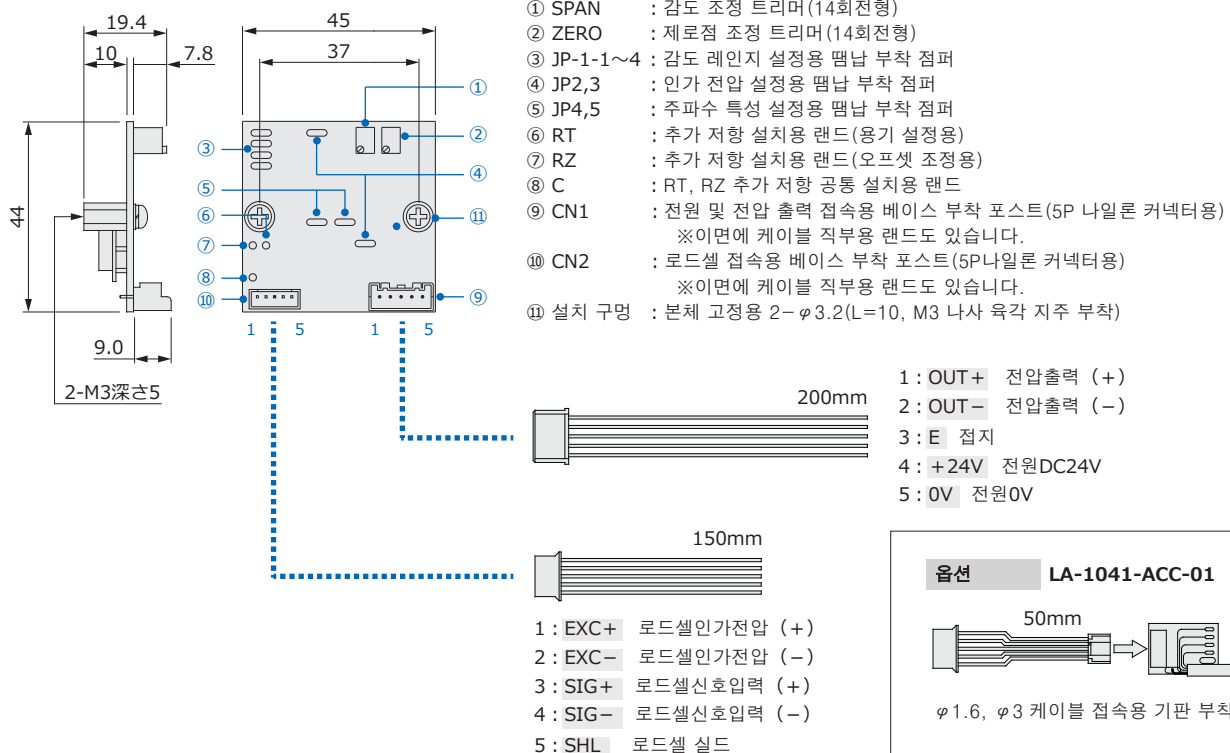 19.4
10
7.8
45
37
44
9.0
2-M3深さ5
①
②
③
④
⑤
⑥
⑦
⑧
⑩
⑪
⑨
1 5 1 5
① SPAN : 감도 조정 트리머(14회전형)
② ZERO : 제로점 조정 트리머(14회전형)
③ JP-1-1～4 : 감도 레인지 설정용 땜납 부착 점퍼
④ JP2,3 : 인가 전압 설정용 땜납 부착 점퍼
⑤ JP4,5 : 주파수 특성 설정용 땜납 부착 점퍼
⑥ RT : 추가 저항 설치용 랜드(용기 설정용)
⑦ RZ : 추가 저항 설치용 랜드(오프셋 조정용)
⑧ C : RT, RZ 추가 저항 공통 설치용 랜드
⑨ CN1 : 전원 및 전압 출력 접속용 베이스 부착 포스트(5P 나일론 커넥터용)
※이면에 케이블 직부용 랜드도 있습니다.
⑩ CN2 : 로드셀 접속용 베이스 부착 포스트(5P나일론 커넥터용)
※이면에 케이블 직부용 랜드도 있습니다.
⑪ 설치 구멍 : 본체 고정용 2−φ3.2(L=10, M3 나사 육각 지주 부착)
200mm
1 : OUT+ 전압출력（+）
2 : OUT− 전압출력（−）
3 : E 접지
4 : +24V 전원DC24V
5 : 0V 전원0V
150mm
1 : EXC+ 로드셀인가전압（+）
2 : EXC− 로드셀인가전압（−）
3 : SIG+ 로드셀신호입력（+）
4 : SIG− 로드셀신호입력（−）
5 : SHL 로드셀 실드
옵션 LA-1041-ACC-01
50mm
φ1.6, φ3 케이블 접속용 기판 부착